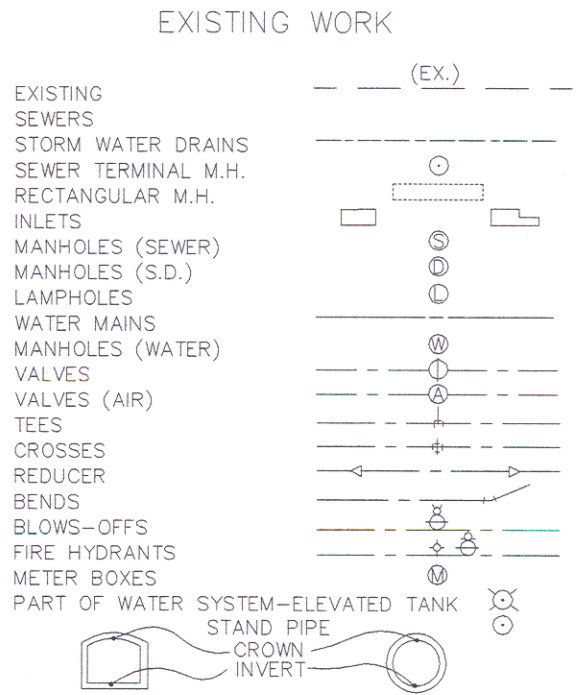 EXISTING WORK
(EX.)
EXISTING
SEWERS
STORM WATER DRAINS
SEWER TERMINAL M.H.
RECTANGULAR M.H.
INLETS
MANHOLES (SEWER) S
MANHOLES (S.D.) D
LAMPHOLES L
WATER MAINS
MANHOLES (WATER) W
VALVES
VALVES (AIR) A
TEES
CROSSES
REDUCER
BENDS
BLOWS-OFFS
FIRE HYDRANTS
METER BOXES M
PART OF WATER SYSTEM-ELEVATED TANK
STAND PIPE
CROWN
INVERT